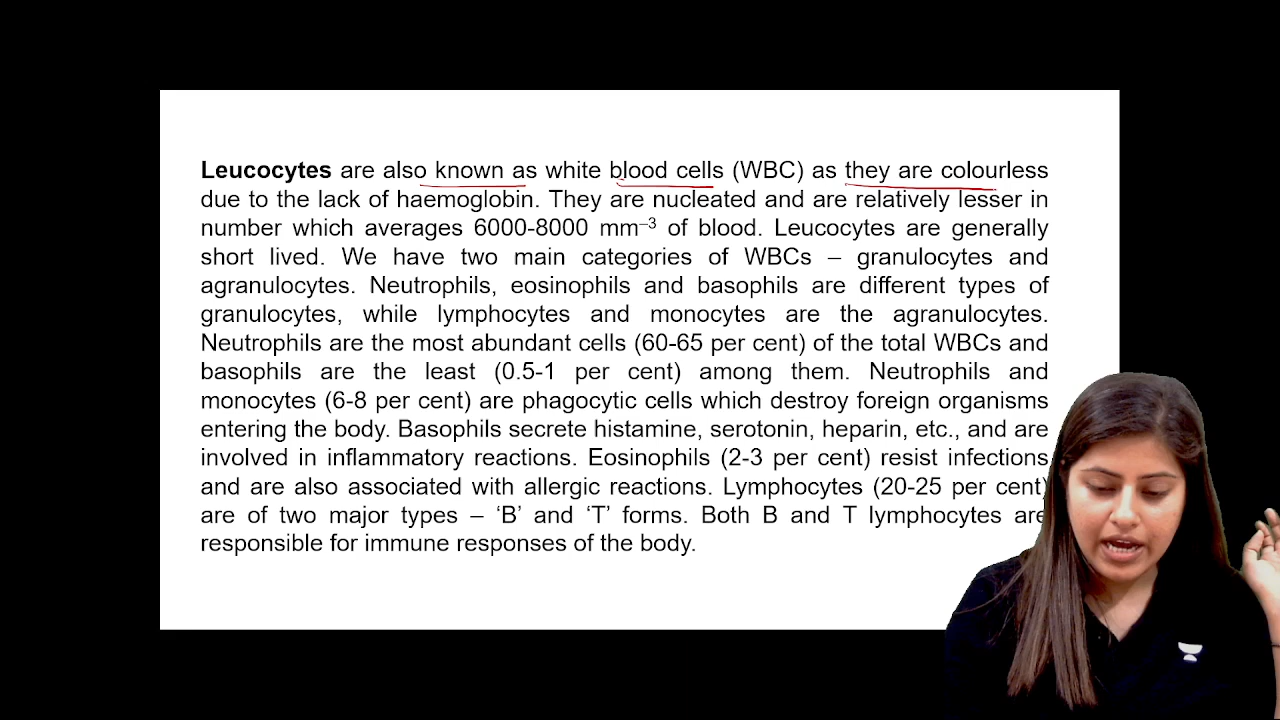 Leucocytes are also known as white blood cells (WBC) as they are colourless
due to the lack of haemoglobin. They are nucleated and are relatively lesser in
number which averages 6000-8000 mm⁻³ of blood. Leucocytes are generally
short lived. We have two main categories of WBCs – granulocytes and
agranulocytes. Neutrophils, eosinophils and basophils are different types of
granulocytes, while lymphocytes and monocytes are the agranulocytes.
Neutrophils are the most abundant cells (60-65 per cent) of the total WBCs and
basophils are the least (0.5-1 per cent) among them. Neutrophils and
monocytes (6-8 per cent) are phagocytic cells which destroy foreign organisms
entering the body. Basophils secrete histamine, serotonin, heparin, etc., and are
involved in inflammatory reactions. Eosinophils (2-3 per cent) resist infections
and are also associated with allergic reactions. Lymphocytes (20-25 per cent)
are of two major types – ‘B’ and ‘T’ forms. Both B and T lymphocytes are
responsible for immune responses of the body.